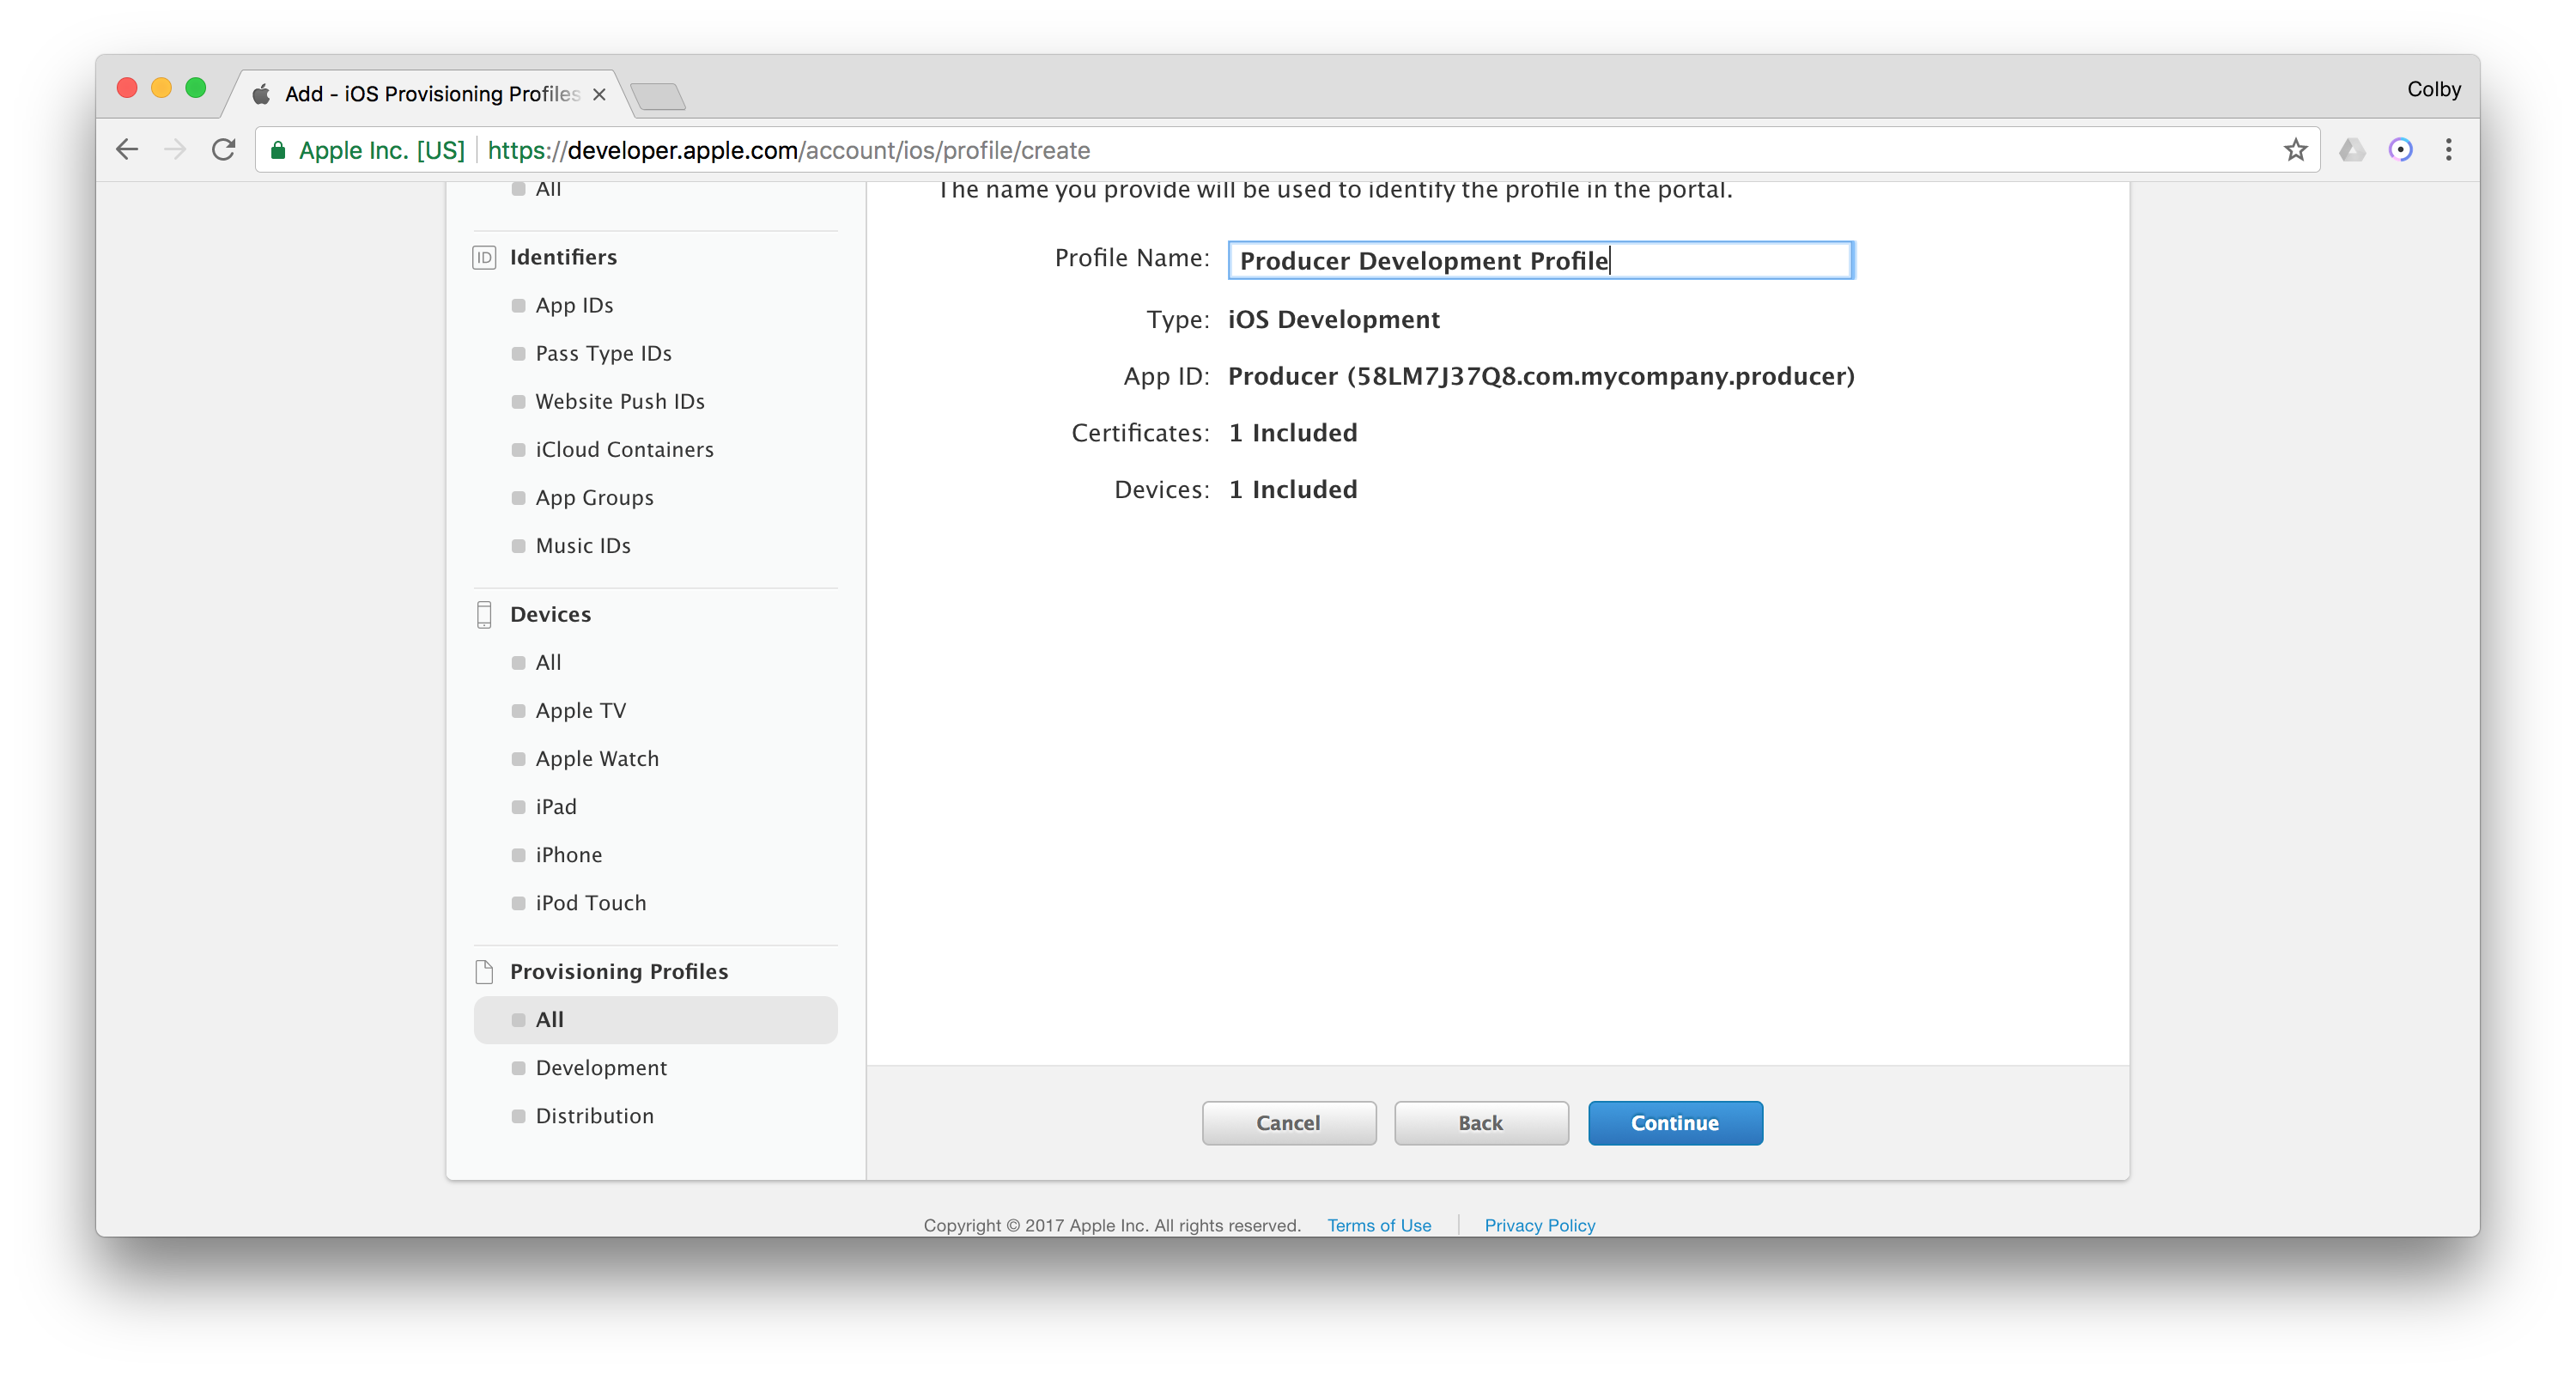 Add - iOS Provisioning Profiles
Colby
Apple Inc. [US] https://developer.apple.com/account/ios/profile/create
All
Identifiers
App IDs
Pass Type IDs
Website Push IDs
iCloud Containers
App Groups
Music IDs
Devices
All
Apple TV
Apple Watch
iPad
iPhone
iPod Touch
Provisioning Profiles
All
Development
Distribution
The name you provide will be used to identify the profile in the portal.
Profile Name: Producer Development Profile
Type: iOS Development
App ID: Producer (58LM7J37Q8.com.mycompany.producer)
Certificates: 1 Included
Devices: 1 Included
Cancel Back Continue
Copyright © 2017 Apple Inc. All rights reserved. Terms of Use Privacy Policy